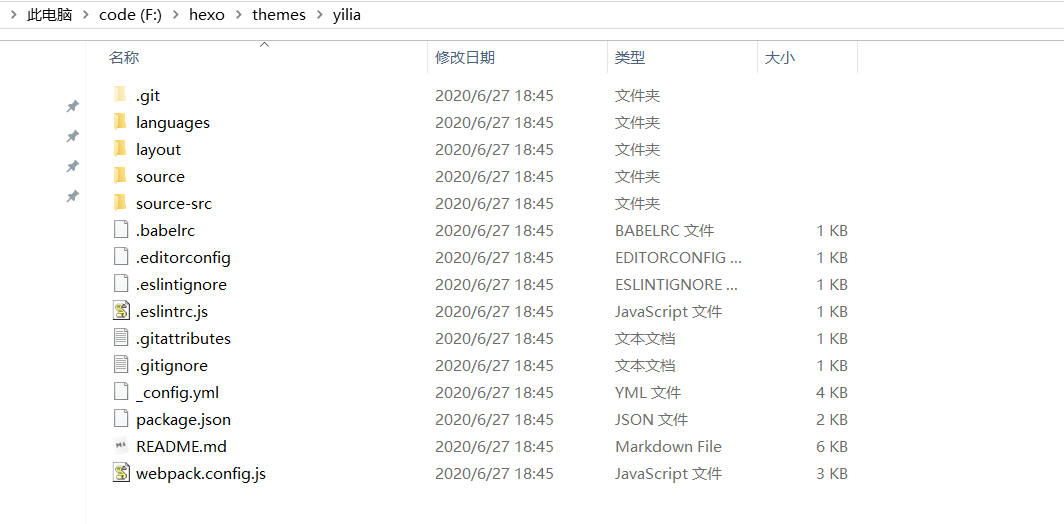 此电脑 > code (F:) > hexo > themes > yilia
名称 修改日期 类型 大小
.git 2020/6/27 18:45 文件夹
languages 2020/6/27 18:45 文件夹
layout 2020/6/27 18:45 文件夹
source 2020/6/27 18:45 文件夹
source-src 2020/6/27 18:45 文件夹
.babelrc 2020/6/27 18:45 BABELRC 文件 1 KB
.editorconfig 2020/6/27 18:45 EDITORCONFIG ... 1 KB
.eslintignore 2020/6/27 18:45 ESLINTIGNORE ... 1 KB
.eslintrc.js 2020/6/27 18:45 JavaScript 文件 1 KB
.gitattributes 2020/6/27 18:45 文本文档 1 KB
.gitignore 2020/6/27 18:45 文本文档 1 KB
_config.yml 2020/6/27 18:45 YML 文件 4 KB
package.json 2020/6/27 18:45 JSON 文件 2 KB
README.md 2020/6/27 18:45 Markdown File 6 KB
webpack.config.js 2020/6/27 18:45 JavaScript 文件 3 KB